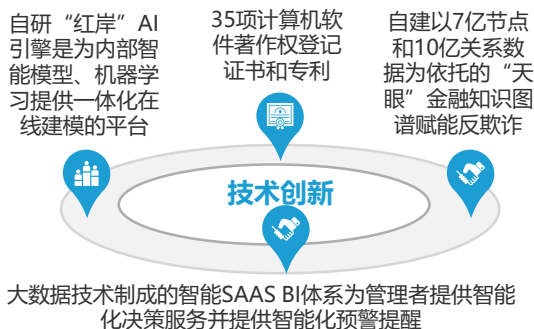 自研“红岸”AI
引擎是为内部智
能模型、机器学
习提供一体化在
线建模的平台
35项计算机软
件著作权登记
证书和专利
自建以7亿节点
和10亿关系数
据为依托的“天
眼”金融知识图
谱赋能反欺诈
技术创新
大数据技术制成的智能SAAS BI体系为管理者提供智能
化决策服务并提供智能化预警提醒